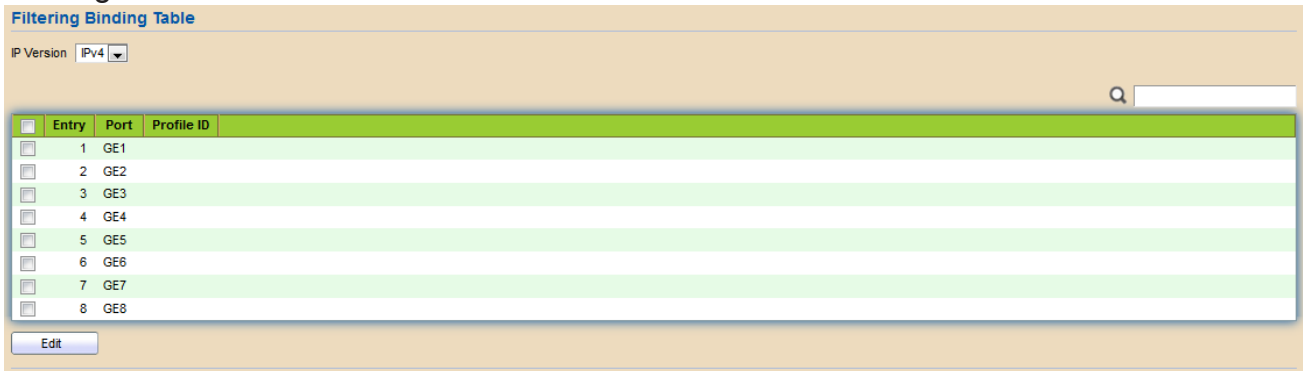 Filtering Binding Table
IP Version IPv4
Entry Port Profile ID
1 GE1
2 GE2
3 GE3
4 GE4
5 GE5
6 GE6
7 GE7
8 GE8
Edit